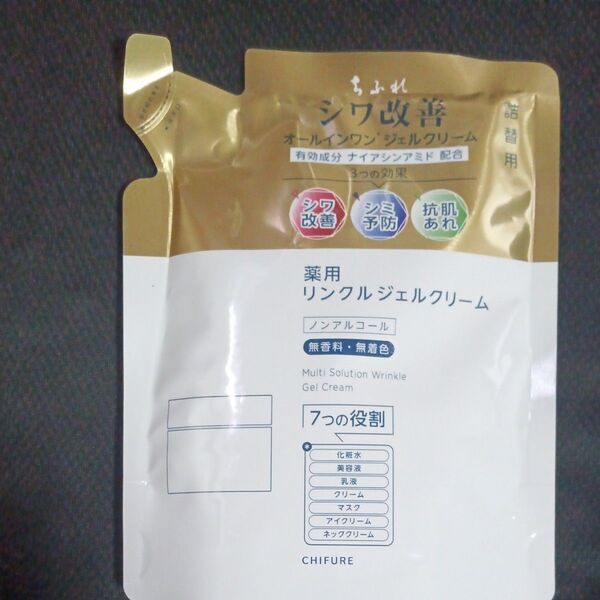 ちふれ
シワ改善
オールインワン*ジェルクリーム
有効成分 ナイアシンアミド 配合
3つの効果
シワ
改善
シミ
予防
抗肌
あれ
詰替用
薬用
リンクルジェルクリーム
ノンアルコール
無香料・無着色
Multi Solution Wrinkle
Gel Cream
7つの役割
化粧水
美容液
乳液
クリーム
マスク
アイクリーム
ネッククリーム
CHIFURE